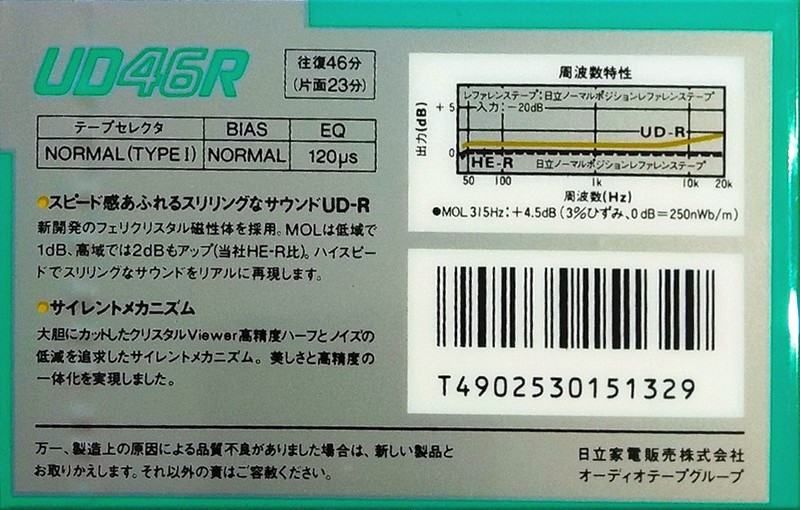 UD46R
往復46分
(片面23分)
テープセレクタ BIAS EQ
NORMAL(TYPE I) NORMAL 120μs
●スピード感あふれるスリリングなサウンドUD-R
新開発のフェリクリスタル磁性体を採用。MOLは低域で
1dB、高域では2dBもアップ(当社HE-R比)。ハイスピー
ドでスリリングなサウンドをリアルに再現します。
●サイレントメカニズム
大胆にカットしたクリスタルViewer高精度ハーフとノイズの
低減を追求したサイレントメカニズム。美しさと高精度の
一体化を実現しました。
周波数特性
レファレンステープ:日立ノーマルポジションレファレンステープ
入力:-20dB
出力(dB)
+5
0
UD-R
HE-R 日立ノーマルポジションレファレンステープ
50 100 1k 10k 20k
周波数(Hz)
●MOL 315Hz:+4.5dB(3%ひずみ、0dB=250nWb/m)
T4902530151329
万一、製造上の原因による品質不良がありました場合は、新しい製品と
お取りかえします。それ以外の責はご容赦ください。
日立家電販売株式会社
オーディオテープグループ